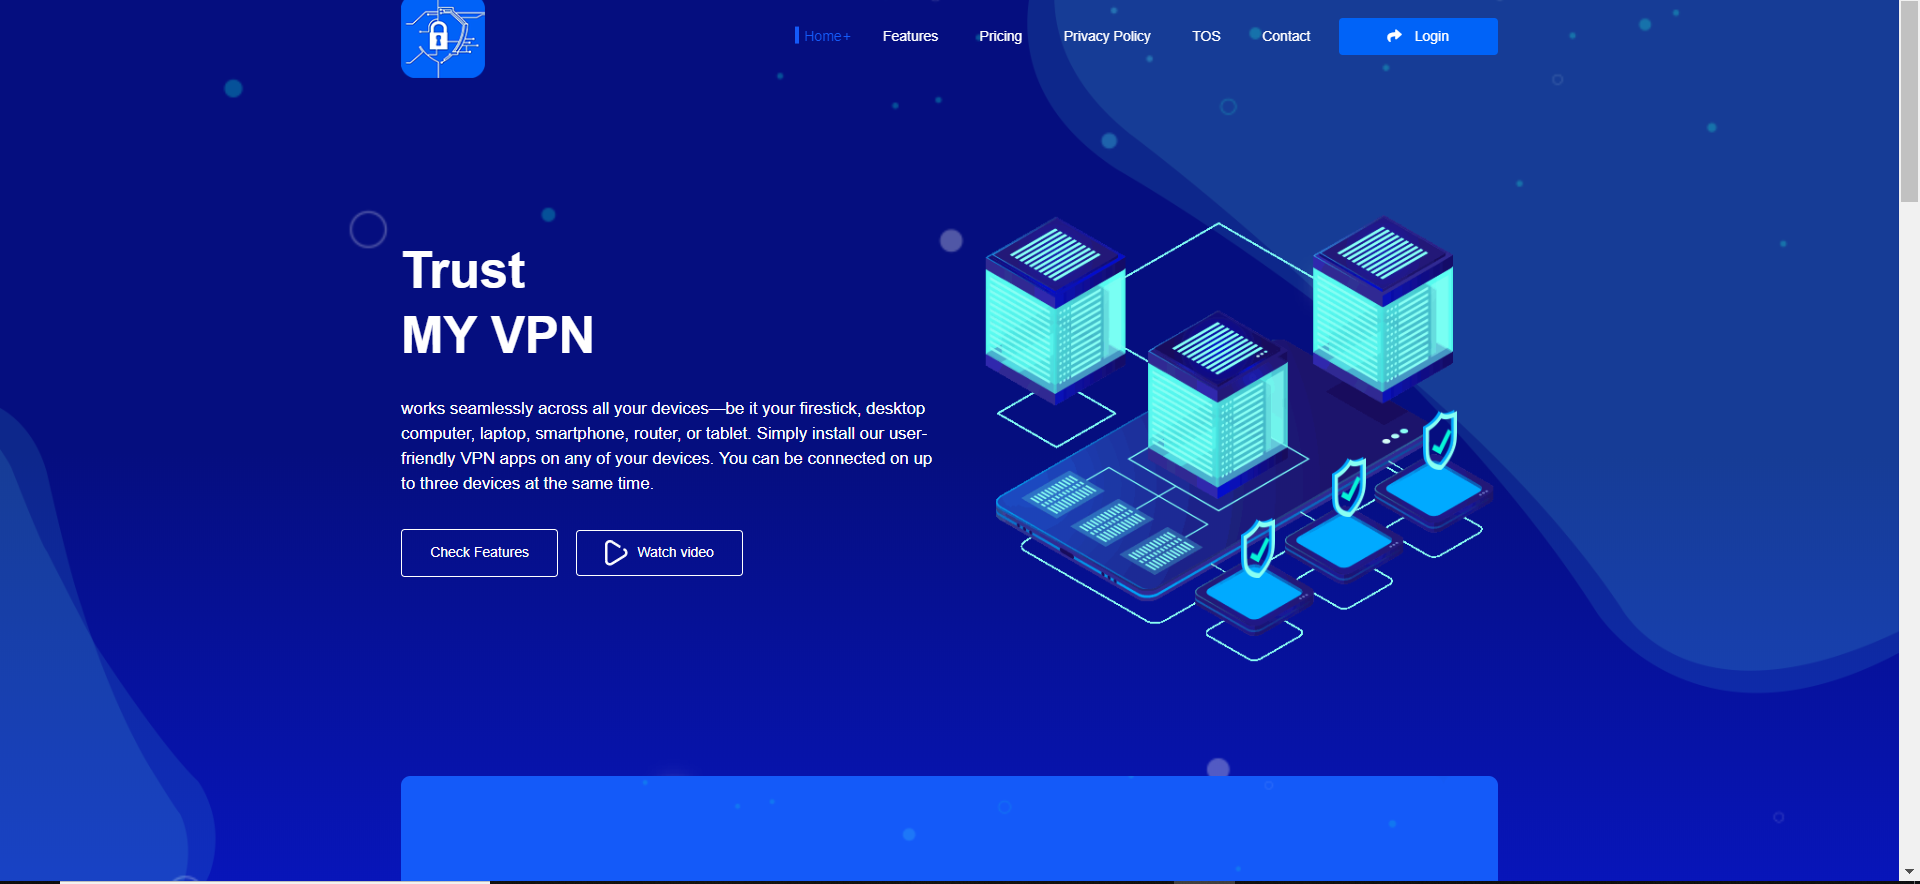 Home+ Features Pricing Privacy Policy TOS Contact Login
Trust
MY VPN
works seamlessly across all your devices—be it your firestick, desktop
computer, laptop, smartphone, router, or tablet. Simply install our user-
friendly VPN apps on any of your devices. You can be connected on up
to three devices at the same time.
Check Features Watch video